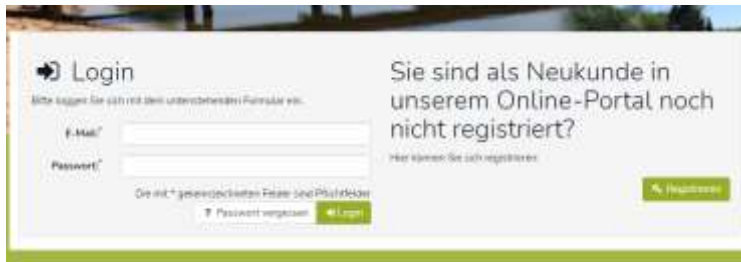 Login
Bitte loggen Sie sich mit dem untenstehenden Formular ein.
E-Mail:*
Passwort:*
Die mit * gekennzeichneten Felder sind Pflichtfelder
? Passwort vergessen
Login
Sie sind als Neukunde in
unserem Online-Portal noch
nicht registriert?
Hier können Sie sich registrieren
Registrieren